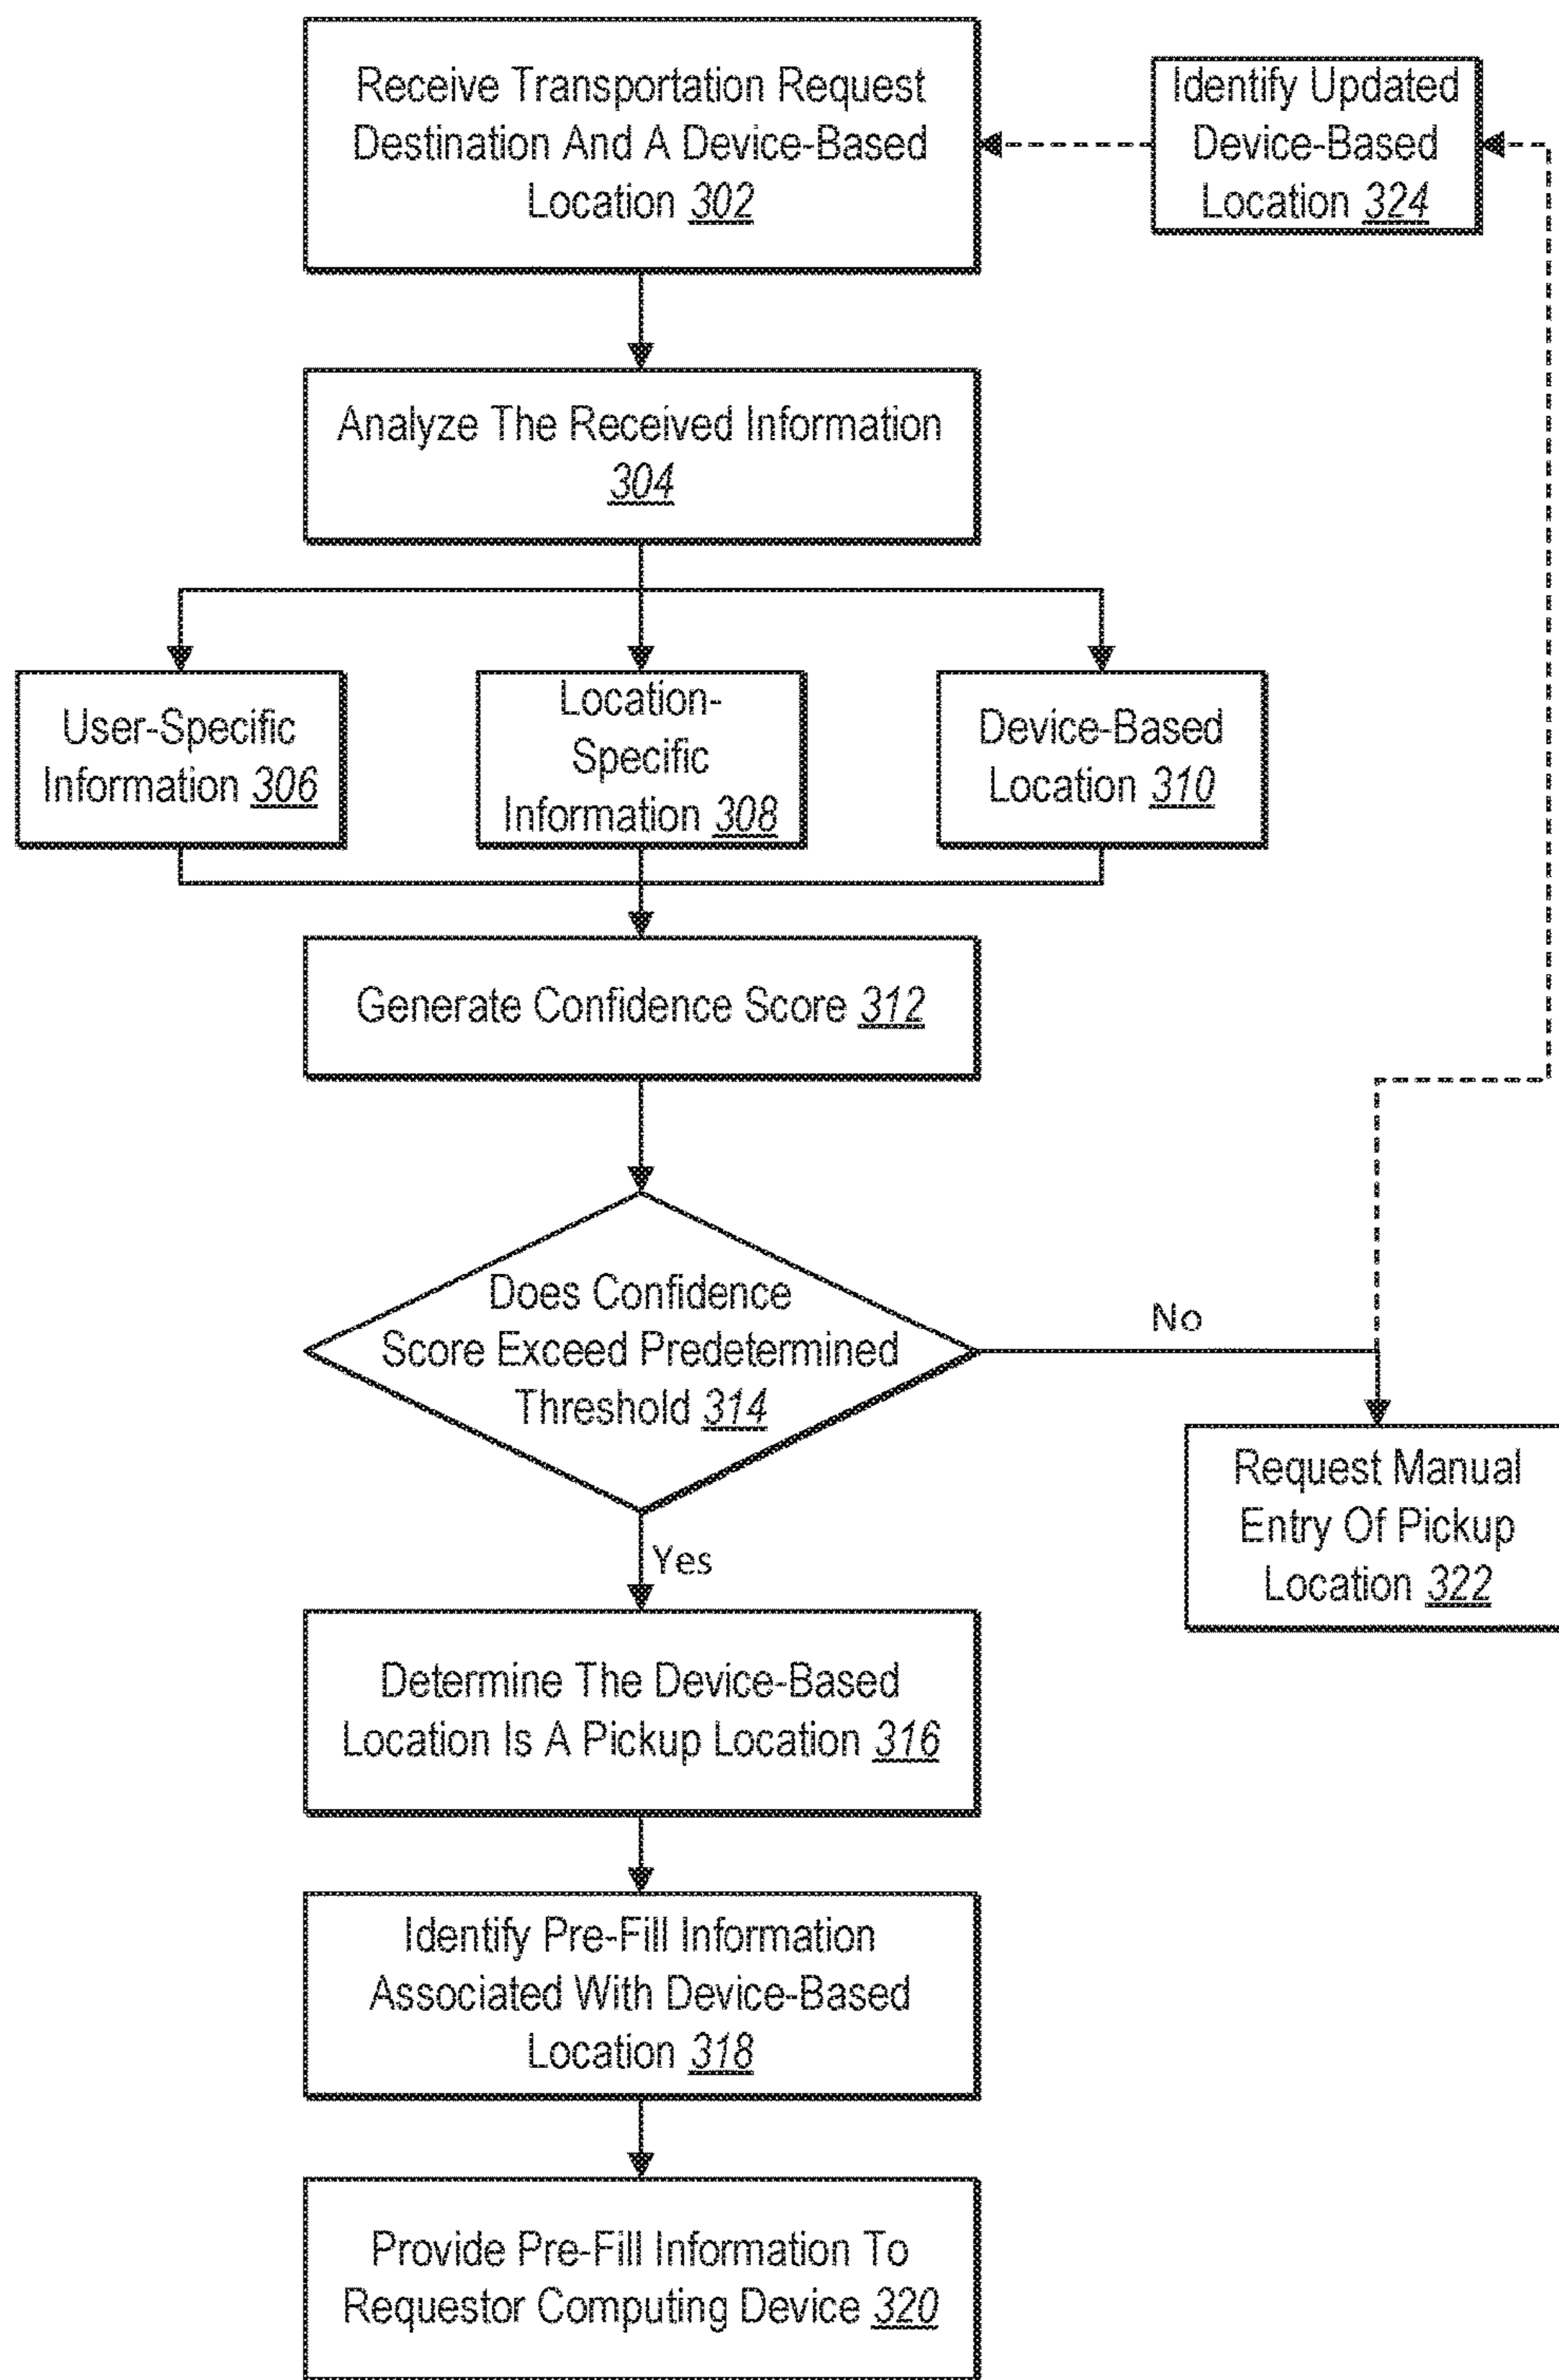 Receive Transportation Request
Destination And A Device-Based
Location 302
Identify Updated
Device-Based
Location 324
Analyze The Received Information
304
User-Specific
Information 306
Location-
Specific
Information 308
Device-Based
Location 310
Generate Confidence Score 312
Does Confidence
Score Exceed Predetermined
Threshold 314
No
Request Manual
Entry Of Pickup
Location 322
Yes
Determine The Device-Based
Location Is A Pickup Location 316
Identify Pre-Fill Information
Associated With Device-Based
Location 318
Provide Pre-Fill Information To
Requestor Computing Device 320